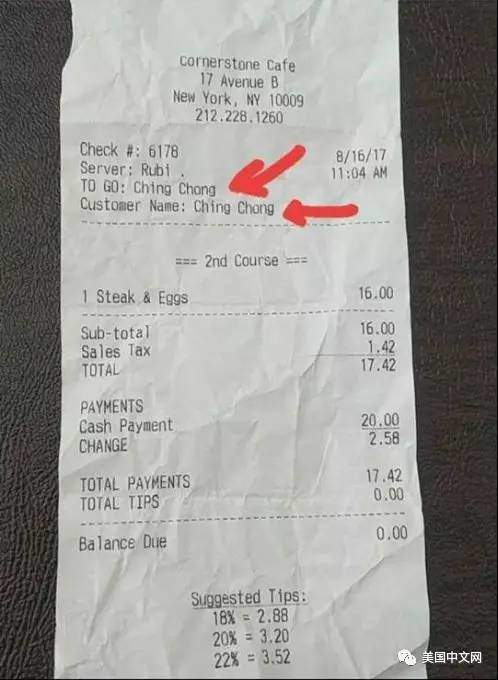 Cornerstone Cafe
17 Avenue B
New York, NY 10009
212.228.1260
Check #: 6178 8/16/17
Server: Rubi . 11:04 AM
TO GO: Ching Chong
Customer Name: Ching Chong
=== 2nd Course ===
1 Steak & Eggs 16.00
Sub-total 16.00
Sales Tax 1.42
TOTAL 17.42
PAYMENTS
Cash Payment 20.00
CHANGE 2.58
TOTAL PAYMENTS 17.42
TOTAL TIPS 0.00
Balance Due 0.00
Suggested Tips:
18% = 2.88
20% = 3.20
22% = 3.52
美国中文网